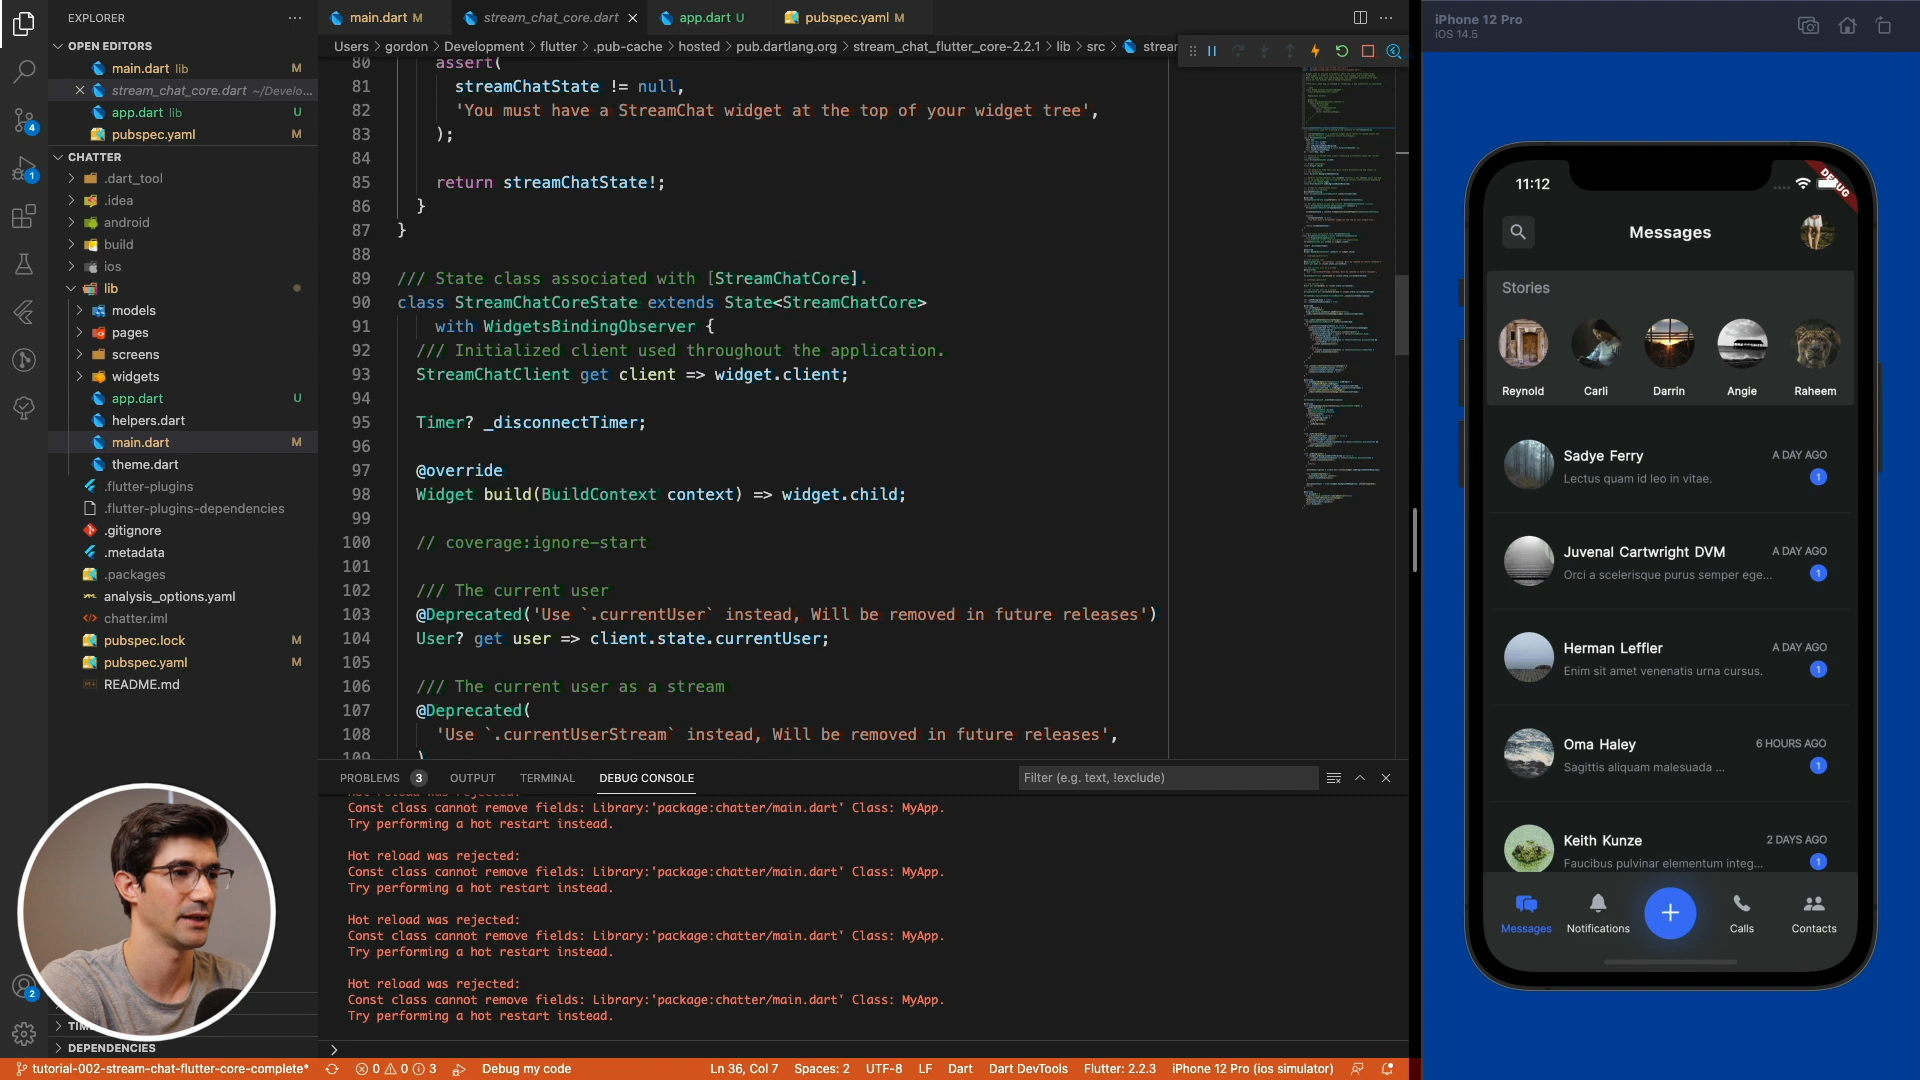 EXPLORER
OPEN EDITORS
main.dart lib M
stream_chat_core.dart ~/Develo...
app.dart lib U
pubspec.yaml M
CHATTER
.dart_tool
.idea
android
build
ios
lib
models
pages
screens
widgets
app.dart U
helpers.dart
main.dart M
theme.dart
.flutter-plugins
.flutter-plugins-dependencies
.gitignore
.metadata
.packages
analysis_options.yaml
chatter.iml
pubspec.lock M
pubspec.yaml M
README.md
DEPENDENCIES
4
1
2
main.dart M
stream_chat_core.dart
app.dart U
pubspec.yaml M
Users > gordon > Development > flutter > .pub-cache > hosted > pub.dartlang.org > stream_chat_flutter_core-2.2.1 > lib > src >
80 assert(
81 streamChatState != null,
82 'You must have a StreamChat widget at the top of your widget tree',
83 );
84
85 return streamChatState!;
86 }
87 }
88
89 /// State class associated with [StreamChatCore].
90 class StreamChatCoreState extends State<StreamChatCore>
91 with WidgetsBindingObserver {
92 /// Initialized client used throughout the application.
93 StreamChatClient get client => widget.client;
94
95 Timer? _disconnectTimer;
96
97 @override
98 Widget build(BuildContext context) => widget.child;
99
100 // coverage:ignore-start
101
102 /// The current user
103 @Deprecated('Use `.currentUser` instead, Will be removed in future releases')
104 User? get user => client.state.currentUser;
105
106 /// The current user as a stream
107 @Deprecated(
108 'Use `.currentUserStream` instead, Will be removed in future releases',
109 )
PROBLEMS 3 OUTPUT TERMINAL DEBUG CONSOLE
Filter (e.g. text, !exclude)
Hot reload was rejected:
Const class cannot remove fields: Library:'package:chatter/main.dart' Class: MyApp.
Try performing a hot restart instead.
Hot reload was rejected:
Const class cannot remove fields: Library:'package:chatter/main.dart' Class: MyApp.
Try performing a hot restart instead.
Hot reload was rejected:
Const class cannot remove fields: Library:'package:chatter/main.dart' Class: MyApp.
Try performing a hot restart instead.
Hot reload was rejected:
Const class cannot remove fields: Library:'package:chatter/main.dart' Class: MyApp.
Try performing a hot restart instead.
tutorial-002-stream-chat-flutter-core-complete* 0 0 3 Debug my code Ln 36, Col 7 Spaces: 2 UTF-8 LF Dart Dart DevTools Flutter: 2.2.3 iPhone 12 Pro (ios simulator)
iPhone 12 Pro
iOS 14.5
11:12
DEBUG
Messages
Stories
Reynold Carli Darrin Angie Raheem
Sadye Ferry A DAY AGO
Lectus quam id leo in vitae. 1
Juvenal Cartwright DVM A DAY AGO
Orci a scelerisque purus semper ege... 1
Herman Leffler A DAY AGO
Enim sit amet venenatis urna cursus. 1
Oma Haley 6 HOURS AGO
Sagittis aliquam malesuada ... 1
Keith Kunze 2 DAYS AGO
Faucibus pulvinar elementum integ... 1
Messages Notifications Calls Contacts